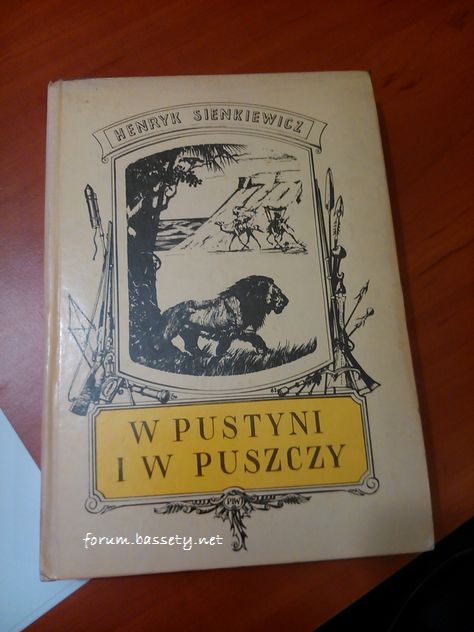 HENRYK SIENKIEWICZ
W PUSTYNI
I W PUSZCZY
PIW
forum.bassety.net